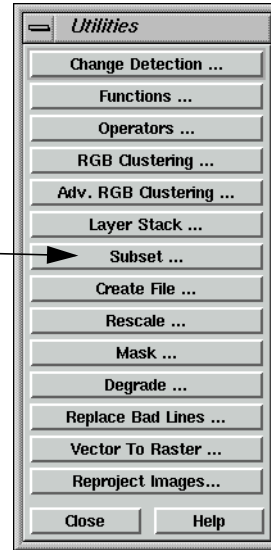 Utilities
Change Detection ...
Functions ...
Operators ...
RGB Clustering ...
Adv. RGB Clustering ...
Layer Stack ...
Subset ...
Create File ...
Rescale ...
Mask ...
Degrade ...
Replace Bad Lines ...
Vector To Raster ...
Reproject Images...
Close Help